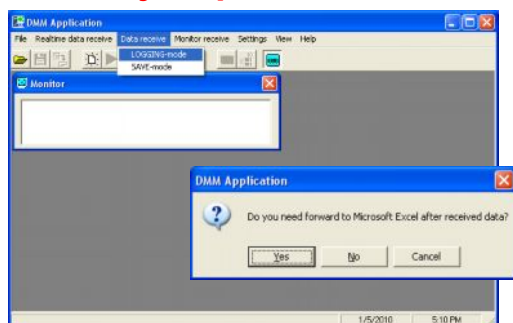 DMM Application
File Realtime data receive Data receive Monitor receive Settings View Help
LOGGING-mode
SAVE-mode
Monitor
DMM Application
Do you need forward to Microsoft Excel after received data?
Yes No Cancel
1/5/2010 5:10 PM